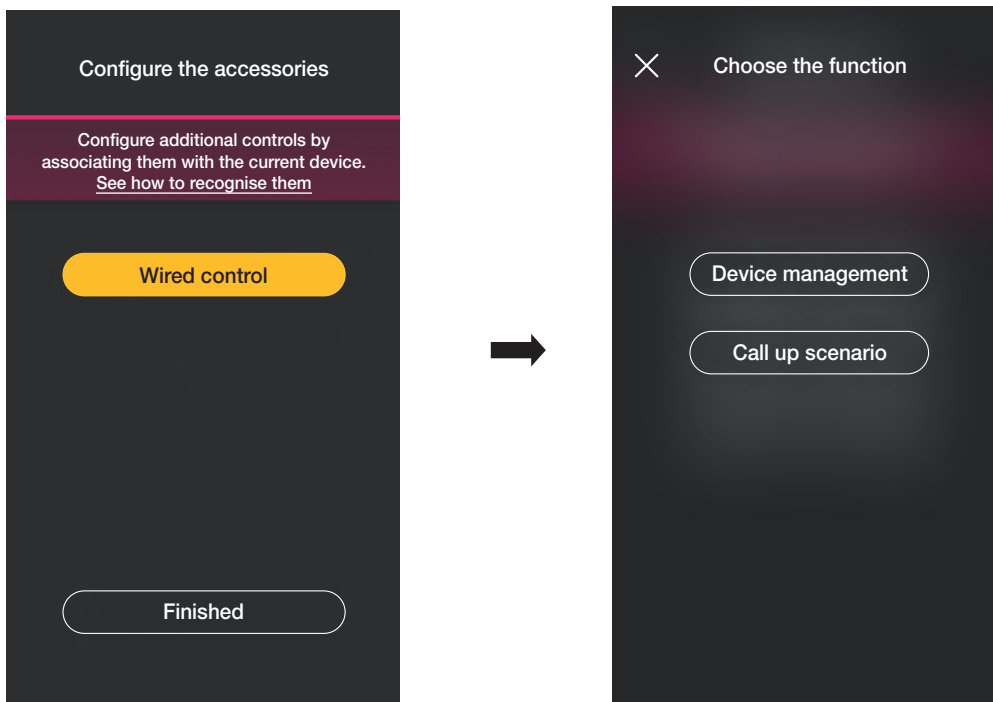 Configure the accessories
Configure additional controls by
associating them with the current device.
See how to recognise them
Wired control
Finished
Choose the function
Device management
Call up scenario